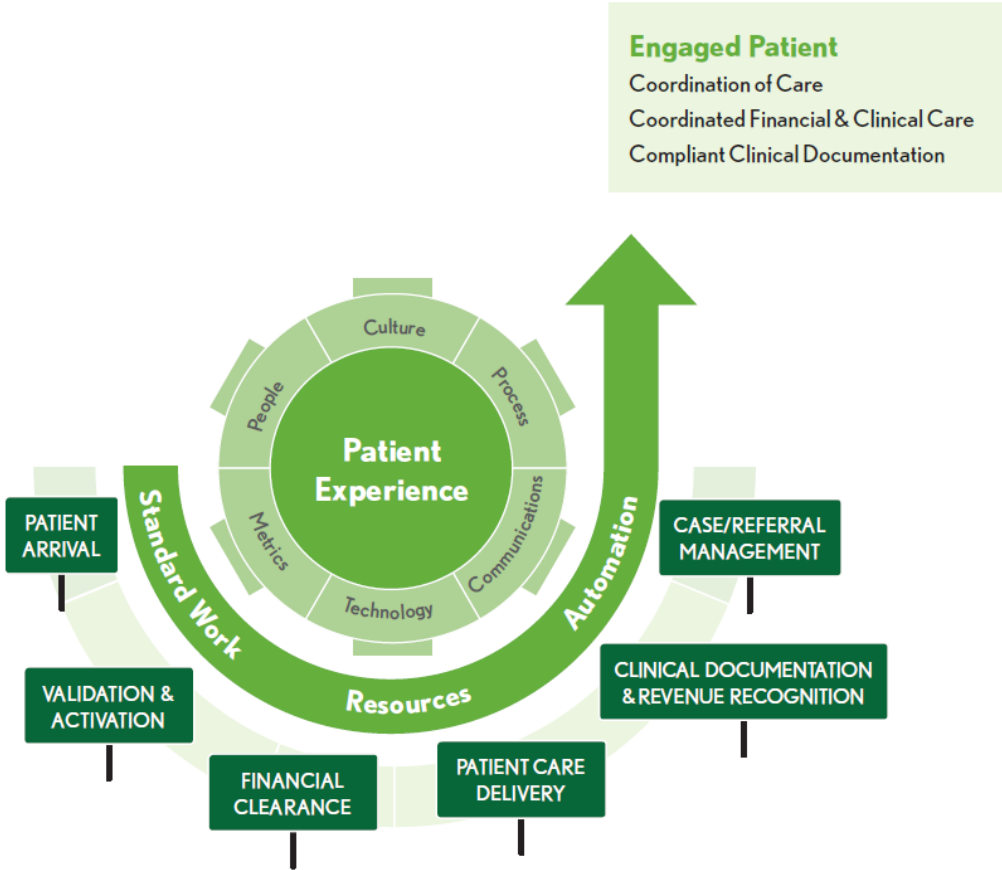 Engaged Patient
Coordination of Care
Coordinated Financial & Clinical Care
Compliant Clinical Documentation
Culture
People
Process
Patient
Experience
Metrics
Communications
Technology
Standard Work
Resources
Automation
PATIENT
ARRIVAL
VALIDATION &
ACTIVATION
FINANCIAL
CLEARANCE
PATIENT CARE
DELIVERY
CLINICAL DOCUMENTATION
& REVENUE RECOGNITION
CASE/REFERRAL
MANAGEMENT